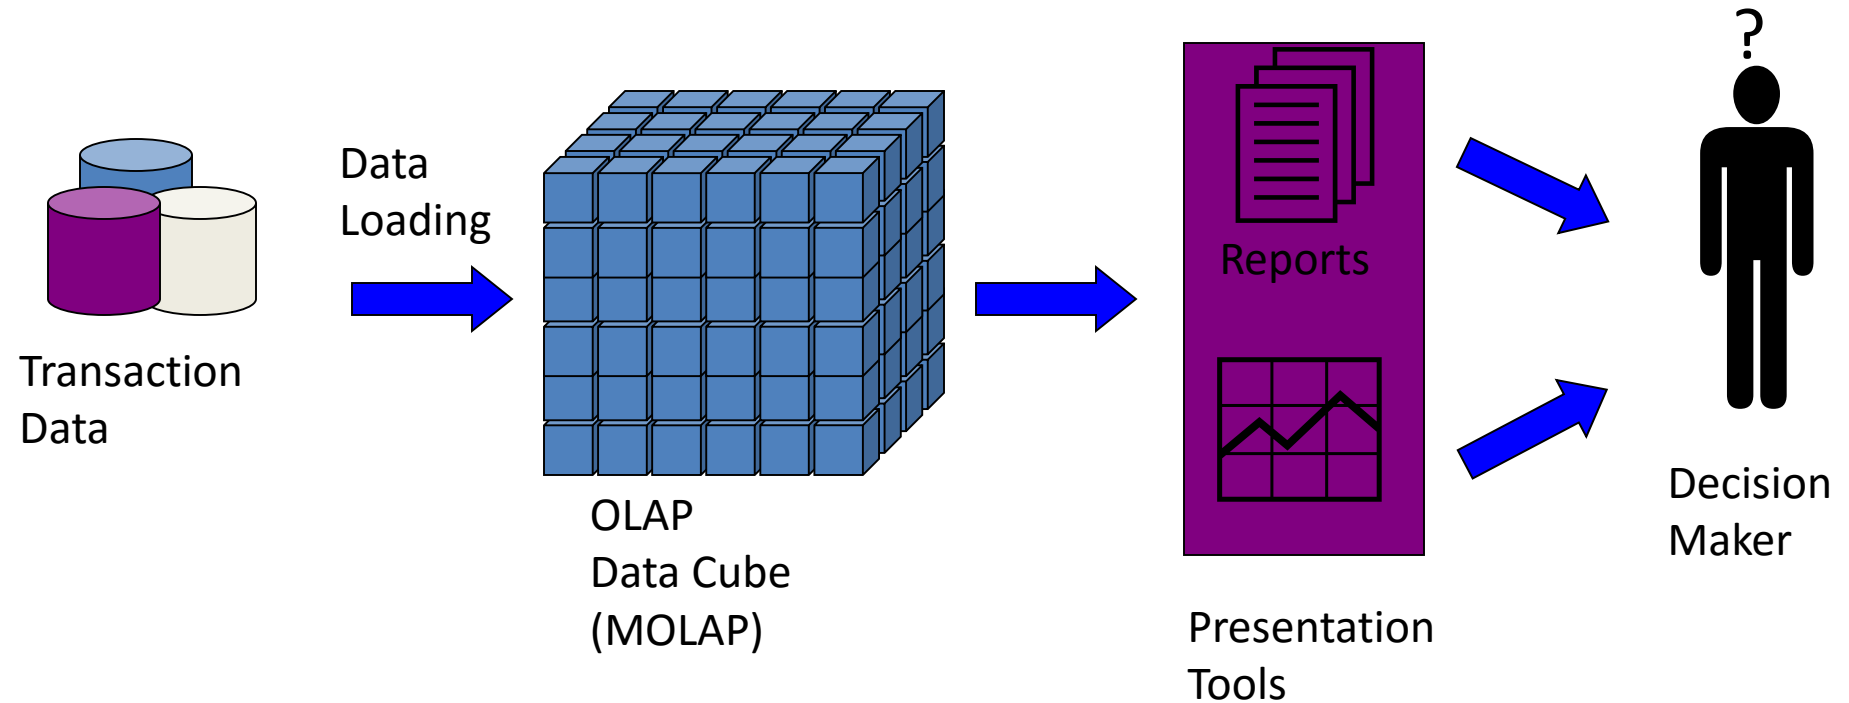 Transaction
Data
Data
Loading
OLAP
Data Cube
(MOLAP)
Reports
Presentation
Tools
?
Decision
Maker